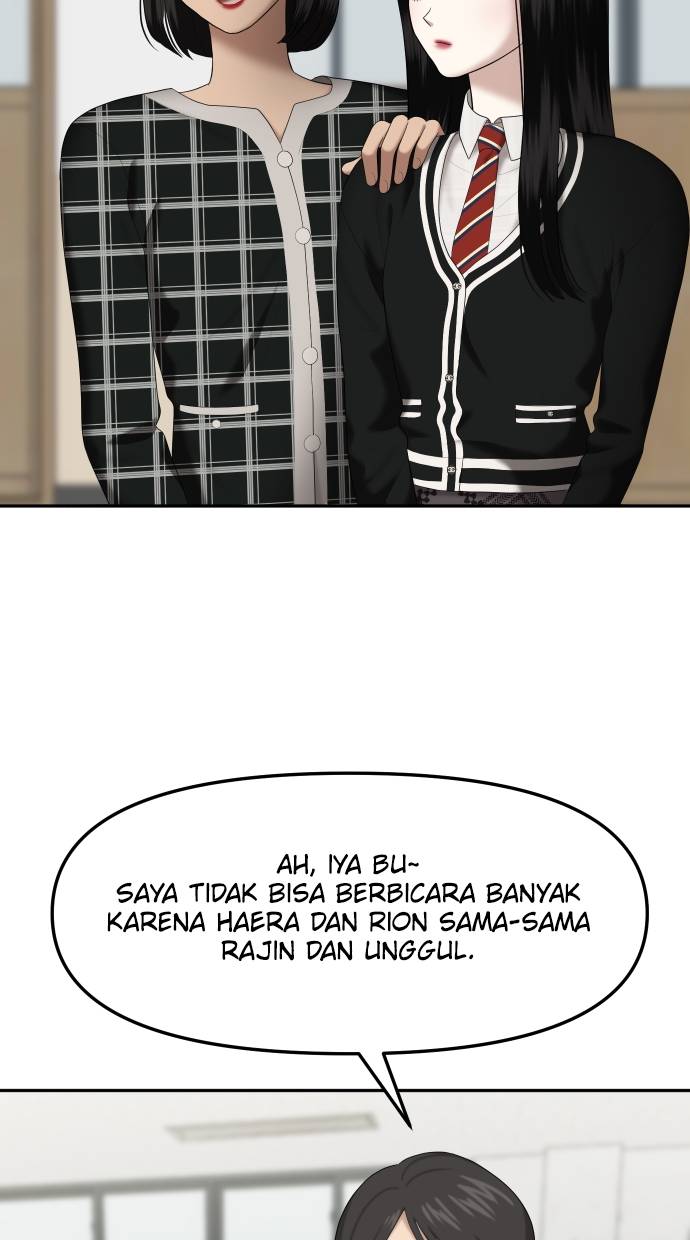 AH, IYA BU~
SAYA TIDAK BISA BERBICARA BANYAK
KARENA HAERA DAN RION SAMA-SAMA
RAJIN DAN UNGGUL.